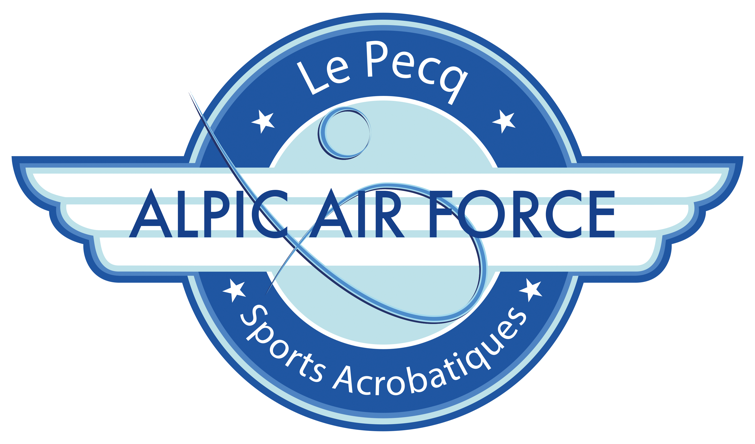 Le Pecq
ALPIC AIR FORCE
Sports Acrobatiques